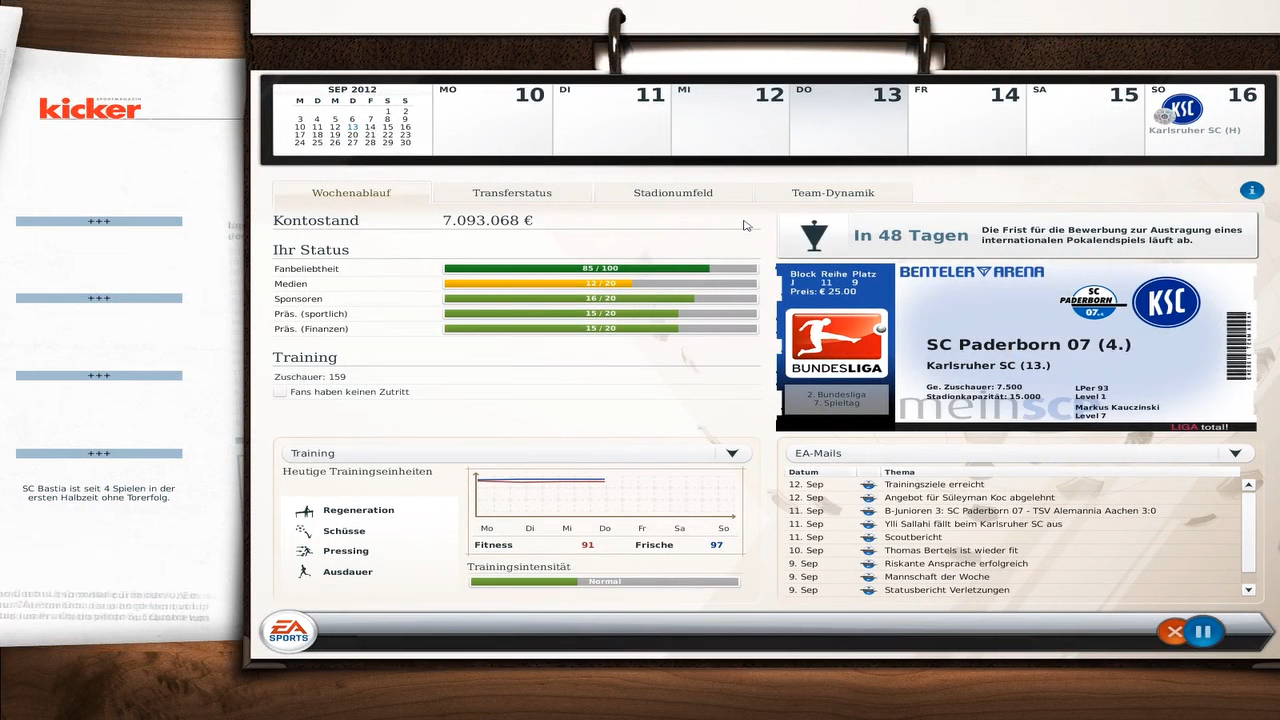 kicker
SPORTMAGAZIN
+++
+++
+++
+++
SC Bastia ist seit 4 Spielen in der
ersten Halbzeit ohne Torerfolg.
SEP 2012
M D M D F S S
1 2
3 4 5 6 7 8 9
10 11 12 13 14 15 16
17 18 19 20 21 22 23
24 25 26 27 28 29 30
MO 10
DI 11
MI 12
DO 13
FR 14
SA 15
SO 16
KSC
Karlsruher SC (H)
Wochenablauf
Transferstatus
Stadionumfeld
Team-Dynamik
i
Kontostand 7.093.068 €
Ihr Status
Fanbeliebtheit 85 / 100
Medien 12 / 20
Sponsoren 16 / 20
Präs. (sportlich) 15 / 20
Präs. (Finanzen) 15 / 20
Training
Zuschauer: 159
Fans haben keinen Zutritt
In 48 Tagen
Die Frist für die Bewerbung zur Austragung eines
internationalen Pokalendspiels läuft ab.
Block Reihe Platz
J 11 9
Preis: € 25.00
BUNDESLIGA
2. Bundesliga
7. Spieltag
BENTELER ARENA
SC
PADERBORN
07
KSC
SC Paderborn 07 (4.)
Karlsruher SC (13.)
Ge. Zuschauer: 7.500
Stadionkapazität: 15.000
LPer 93
Level 1
Markus Kauczinski
Level 7
meinscp
LIGA total!
Training
Heutige Trainingseinheiten
Regeneration
Schüsse
Pressing
Ausdauer
Mo Di Mi Do Fr Sa So
Fitness 91 Frische 97
Trainingsintensität
Normal
EA-Mails
Datum Thema
12. Sep Trainingsziele erreicht
12. Sep Angebot für Süleyman Koc abgelehnt
11. Sep B-Junioren 3: SC Paderborn 07 - TSV Alemannia Aachen 3:0
11. Sep Ylli Sallahi fällt beim Karlsruher SC aus
11. Sep Scoutbericht
10. Sep Thomas Bertels ist wieder fit
9. Sep Riskante Ansprache erfolgreich
9. Sep Mannschaft der Woche
9. Sep Statusbericht Verletzungen
EA
SPORTS